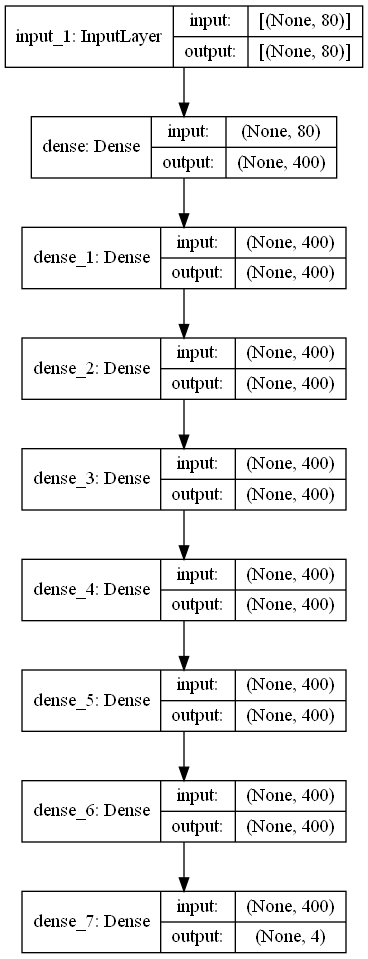 input_1: InputLayer
input: [(None, 80)]
output: [(None, 80)]
dense: Dense
input: (None, 80)
output: (None, 400)
dense_1: Dense
input: (None, 400)
output: (None, 400)
dense_2: Dense
input: (None, 400)
output: (None, 400)
dense_3: Dense
input: (None, 400)
output: (None, 400)
dense_4: Dense
input: (None, 400)
output: (None, 400)
dense_5: Dense
input: (None, 400)
output: (None, 400)
dense_6: Dense
input: (None, 400)
output: (None, 400)
dense_7: Dense
input: (None, 400)
output: (None, 4)